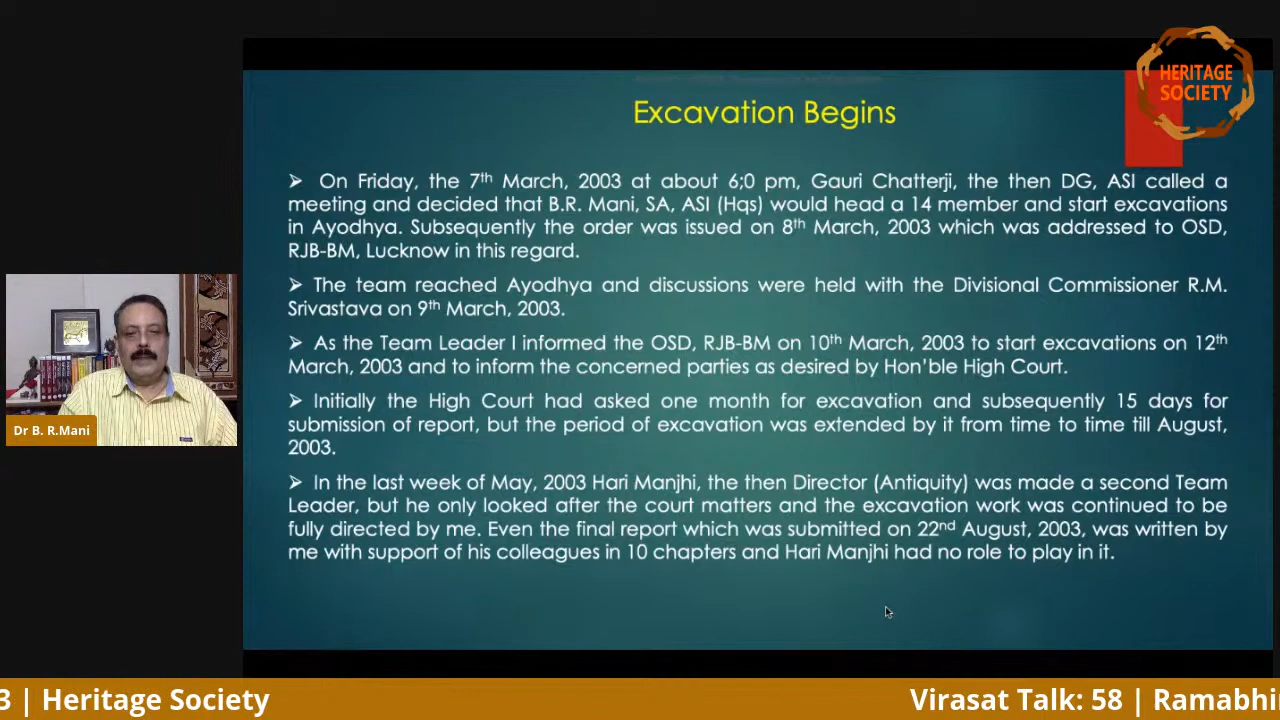 HERITAGE
SOCIETY
Excavation Begins
➢ On Friday, the 7th March, 2003 at about 6;0 pm, Gauri Chatterji, the then DG, ASI called a
meeting and decided that B.R. Mani, SA, ASI (Hqs) would head a 14 member and start excavations
in Ayodhya. Subsequently the order was issued on 8th March, 2003 which was addressed to OSD,
RJB-BM, Lucknow in this regard.
➢ The team reached Ayodhya and discussions were held with the Divisional Commissioner R.M.
Srivastava on 9th March, 2003.
➢ As the Team Leader I informed the OSD, RJB-BM on 10th March, 2003 to start excavations on 12th
March, 2003 and to inform the concerned parties as desired by Hon'ble High Court.
➢ Initially the High Court had asked one month for excavation and subsequently 15 days for
submission of report, but the period of excavation was extended by it from time to time till August,
2003.
➢ In the last week of May, 2003 Hari Manjhi, the then Director (Antiquity) was made a second Team
Leader, but he only looked after the court matters and the excavation work was continued to be
fully directed by me. Even the final report which was submitted on 22nd August, 2003, was written by
me with support of his colleagues in 10 chapters and Hari Manjhi had no role to play in it.
Dr B. R.Mani
3 | Heritage Society
Virasat Talk: 58 | Ramabhi